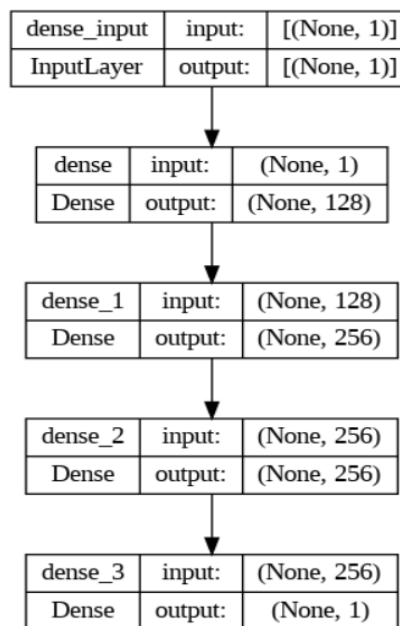 dense_input input: [(None, 1)]
InputLayer output: [(None, 1)]
dense input: (None, 1)
Dense output: (None, 128)
dense_1 input: (None, 128)
Dense output: (None, 256)
dense_2 input: (None, 256)
Dense output: (None, 256)
dense_3 input: (None, 256)
Dense output: (None, 1)